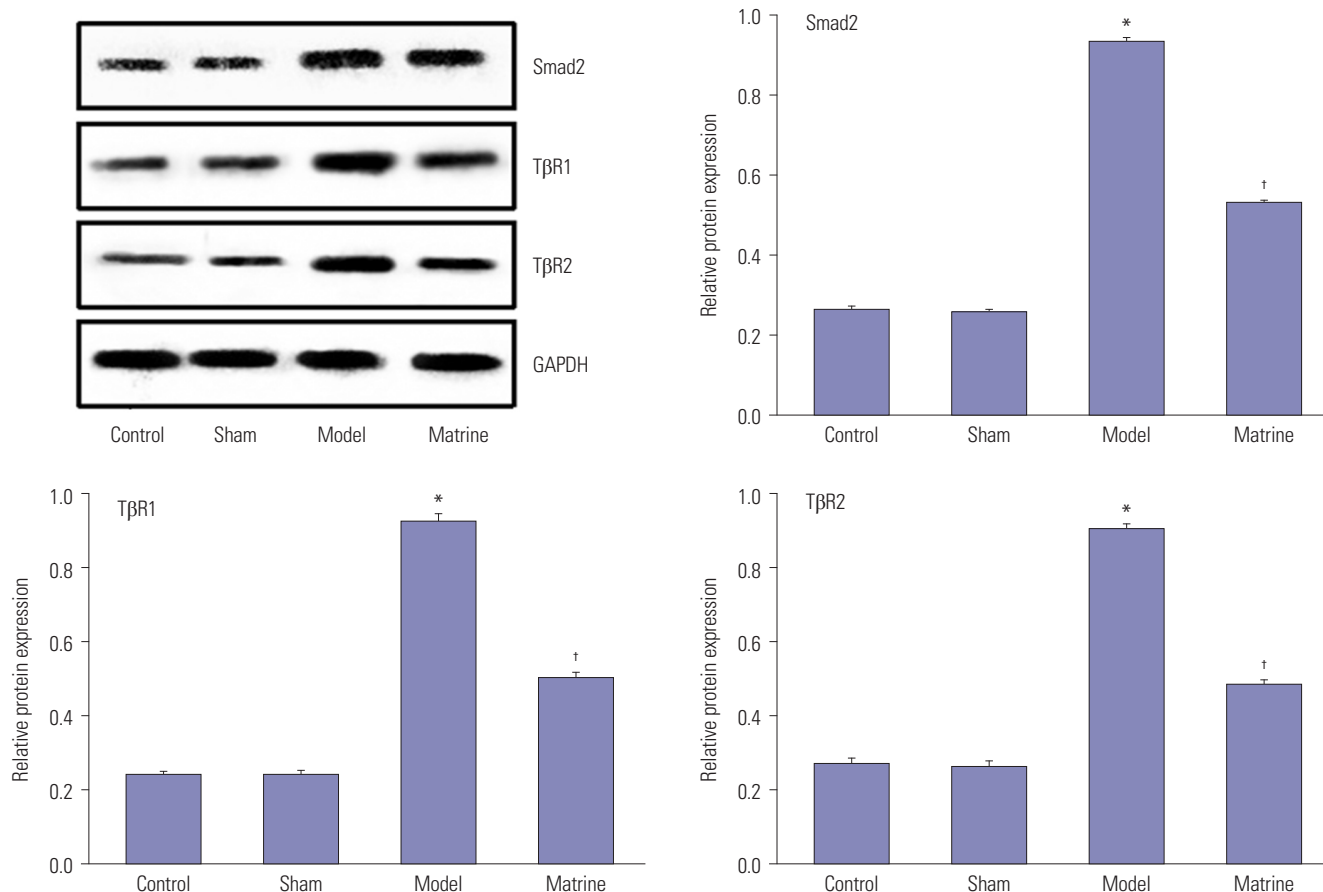 Smad2
TβR1
TβR2
GAPDH
Control Sham Model Matrine
Smad2
Relative protein expression
1.0
0.8
0.6
0.4
0.2
0.0
*
†
Control Sham Model Matrine
TβR1
Relative protein expression
1.0
0.8
0.6
0.4
0.2
0.0
*
†
Control Sham Model Matrine
TβR2
Relative protein expression
1.0
0.8
0.6
0.4
0.2
0.0
*
†
Control Sham Model Matrine